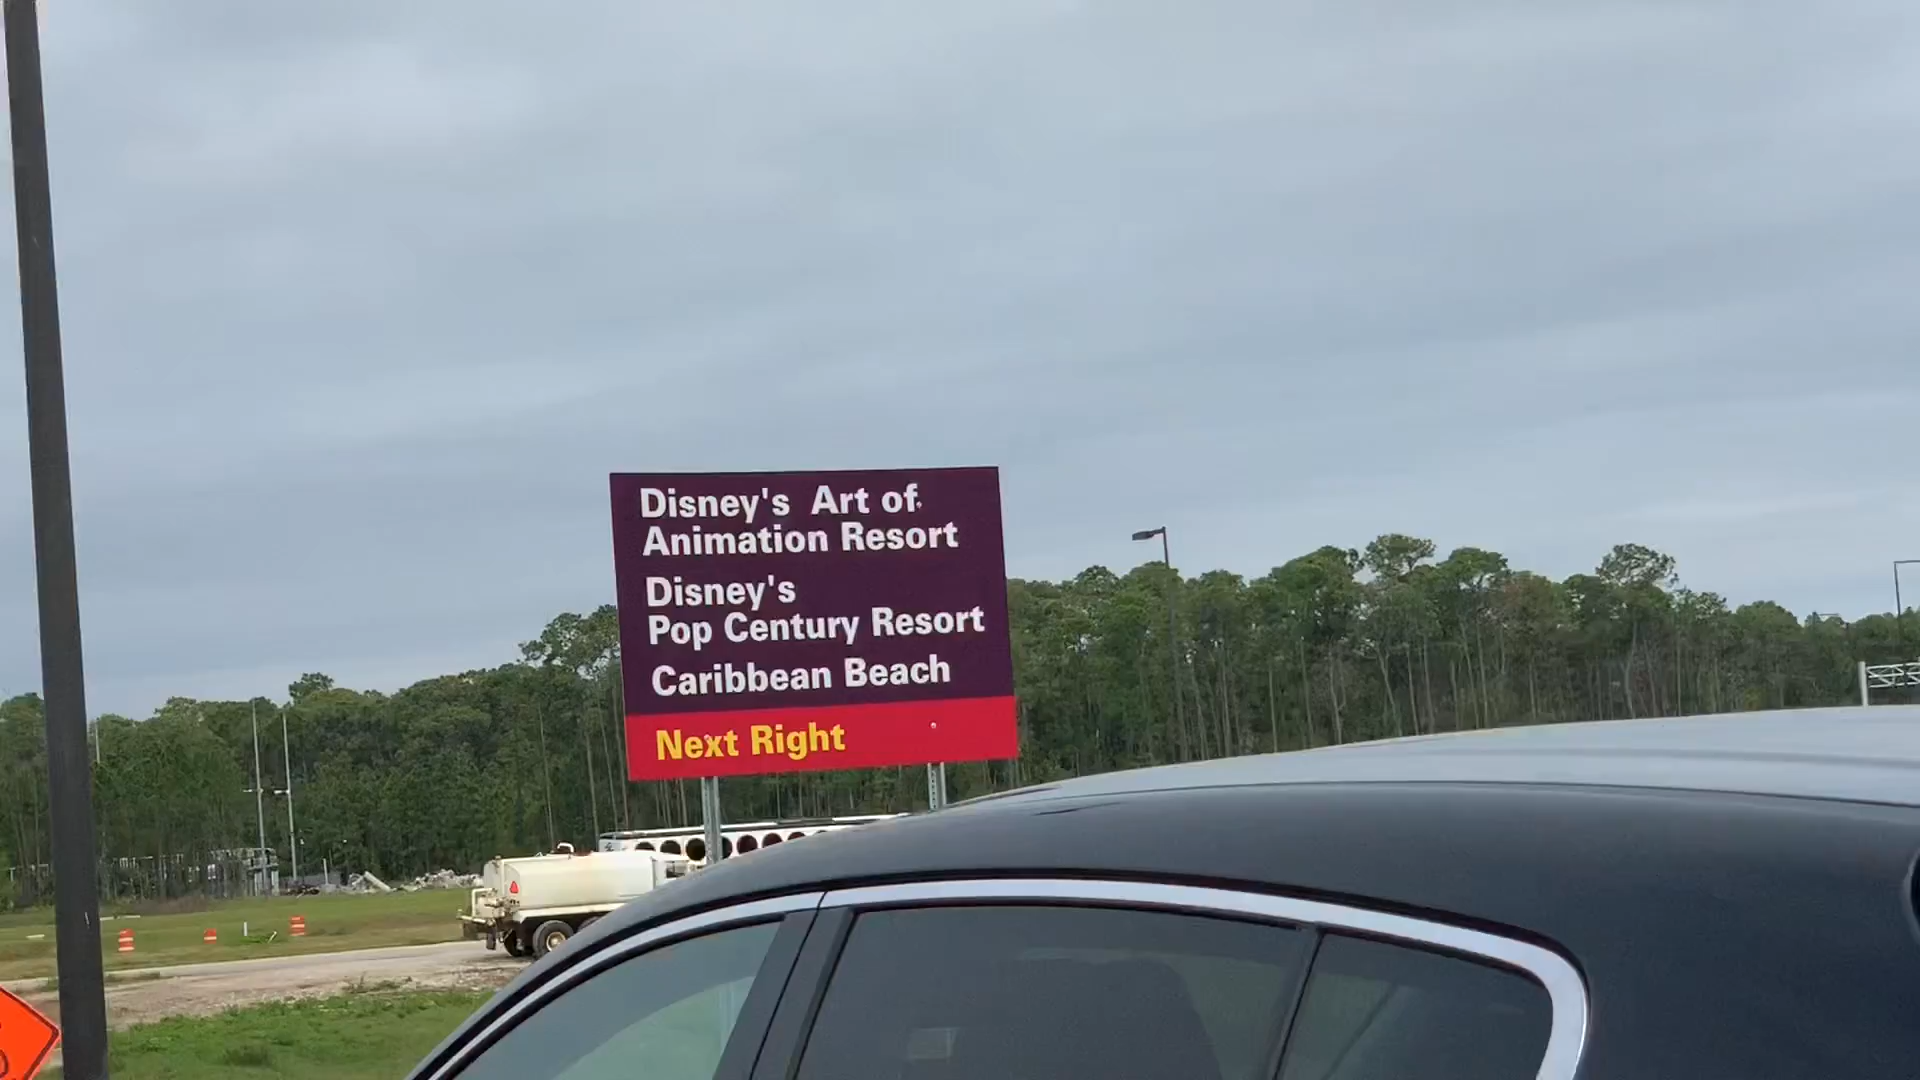 Disney's Art of
Animation Resort
Disney's
Pop Century Resort
Caribbean Beach
Next Right